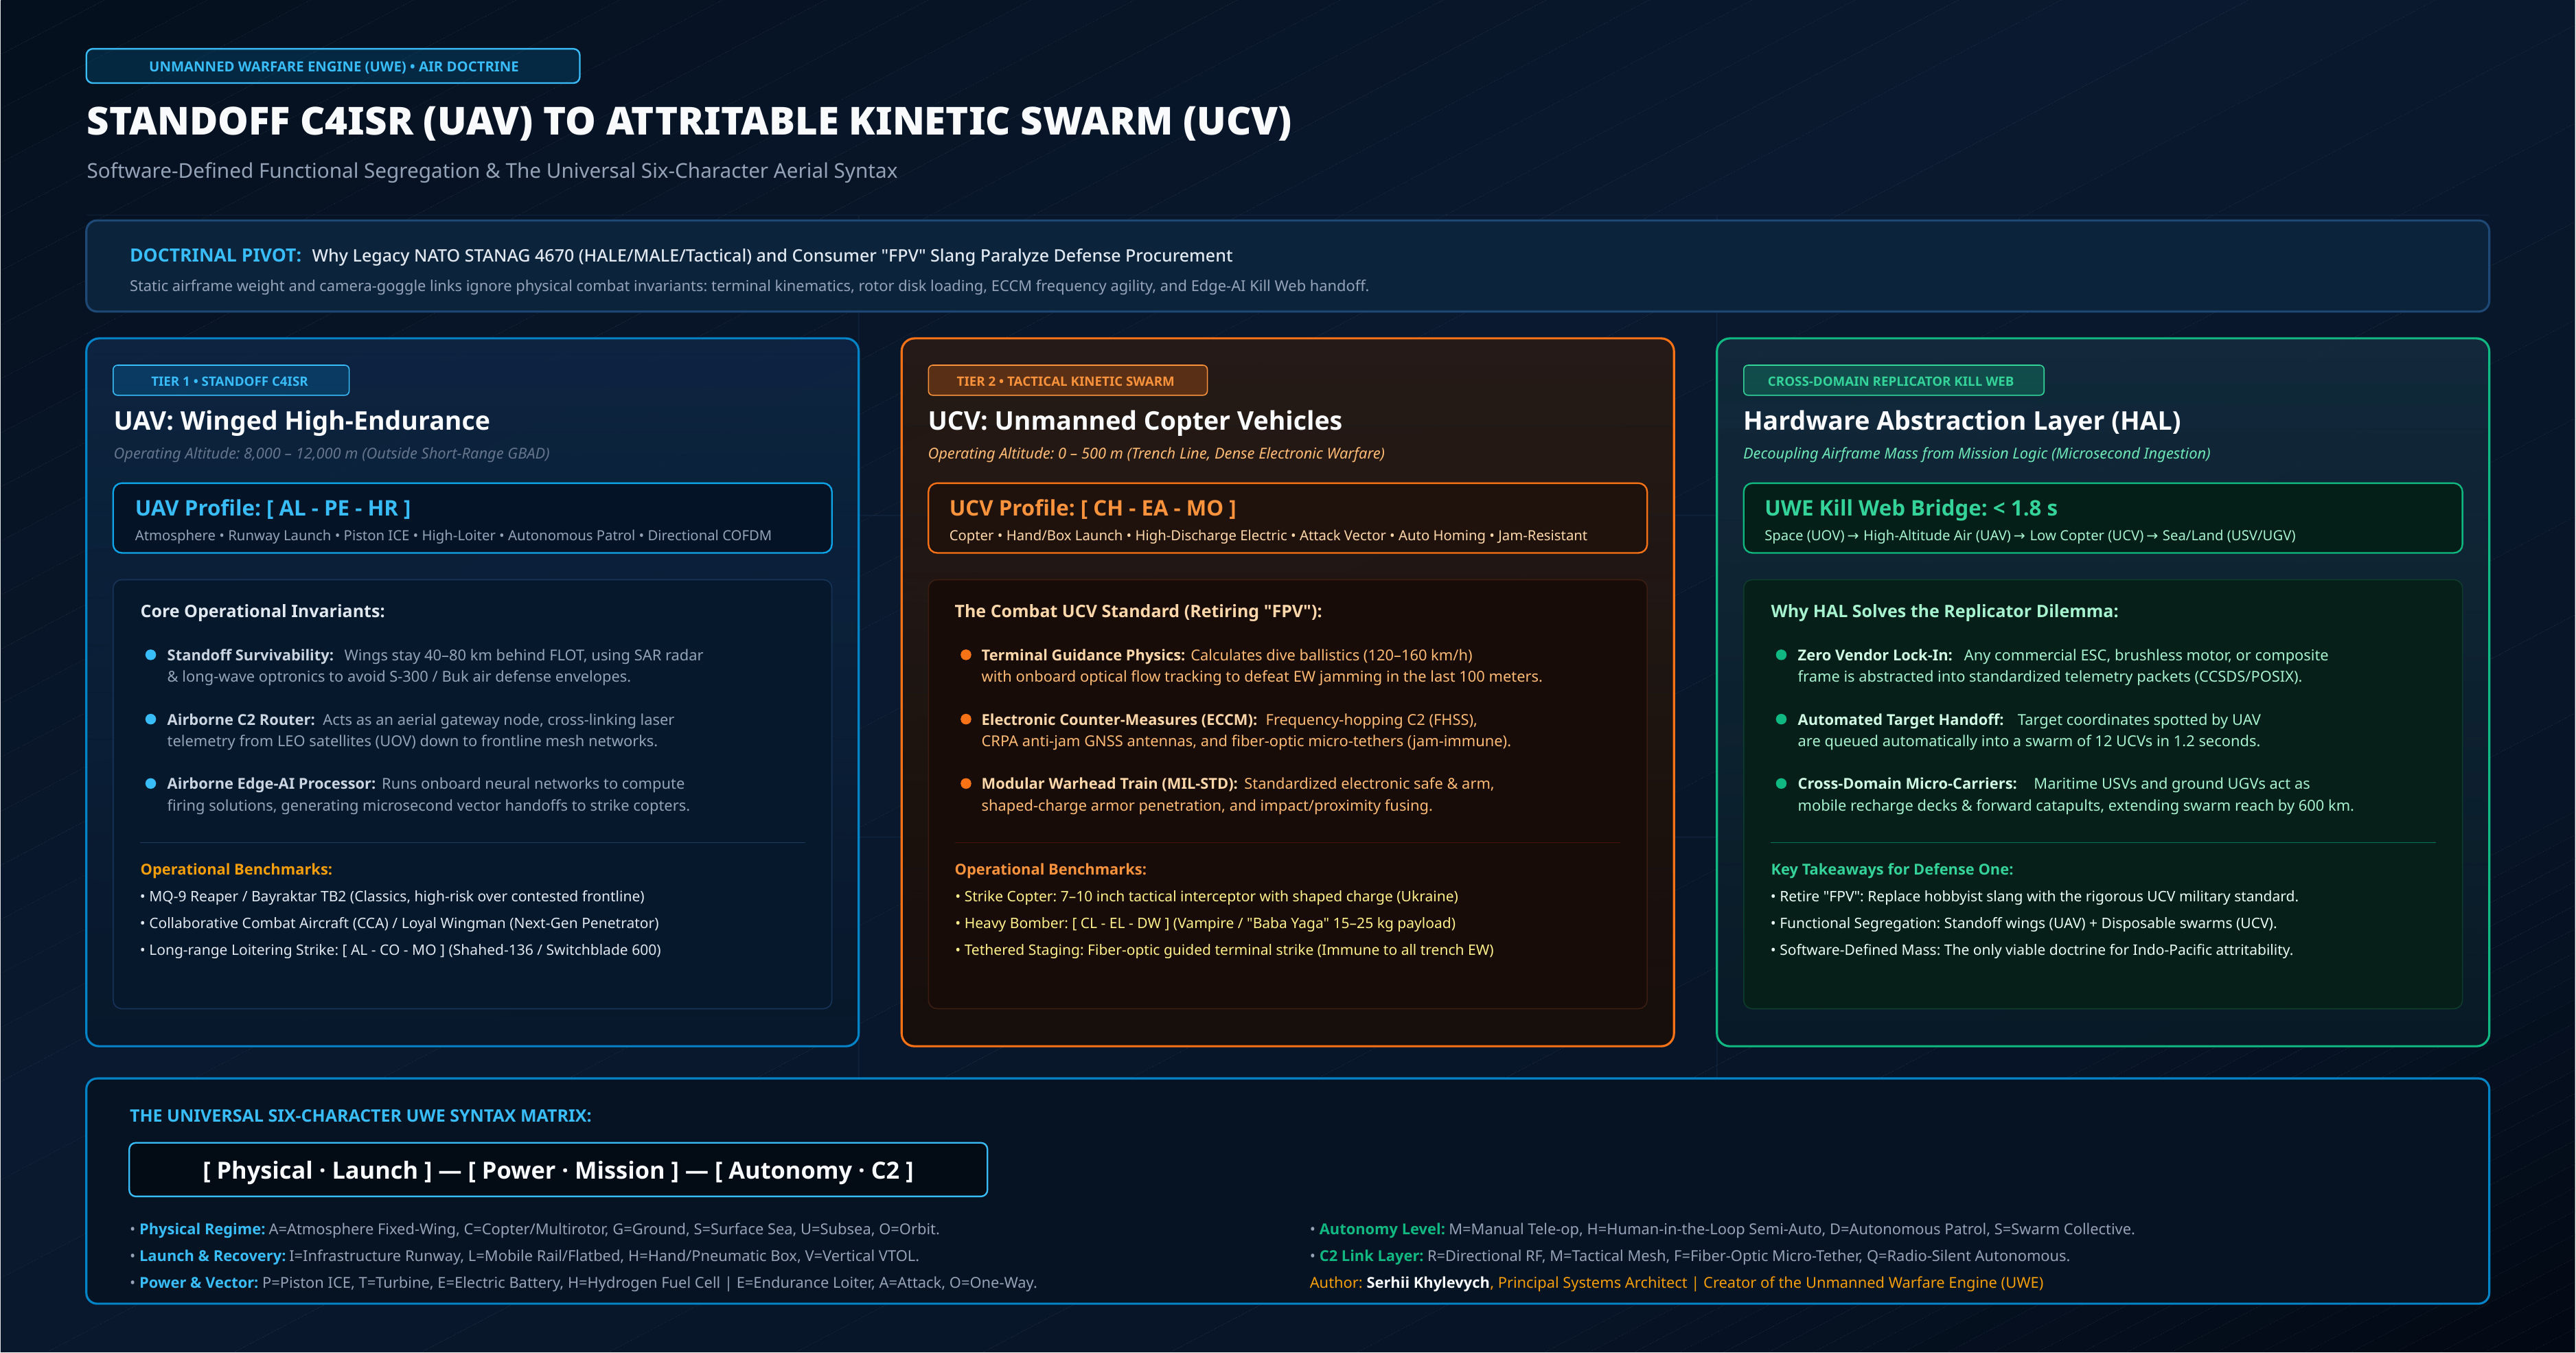 UNMANNED WARFARE ENGINE (UWE) • AIR DOCTRINE
STANDOFF C4ISR (UAV) TO ATTRITABLE KINETIC SWARM (UCV)
Software-Defined Functional Segregation & The Universal Six-Character Aerial Syntax
DOCTRINAL PIVOT: Why Legacy NATO STANAG 4670 (HALE/MALE/Tactical) and Consumer "FPV" Slang Paralyze Defense Procurement
Static airframe weight and camera-goggle links ignore physical combat invariants: terminal kinematics, rotor disk loading, ECCM frequency agility, and Edge-AI Kill Web handoff.
TIER 1 • STANDOFF C4ISR
UAV: Winged High-Endurance
Operating Altitude: 8,000 – 12,000 m (Outside Short-Range GBAD)
UAV Profile: [ AL - PE - HR ]
Atmosphere • Runway Launch • Piston ICE • High-Loiter • Autonomous Patrol • Directional COFDM
Core Operational Invariants:
• Standoff Survivability: Wings stay 40–80 km behind FLOT, using SAR radar
& long-wave optronics to avoid S-300 / Buk air defense envelopes.
• Airborne C2 Router: Acts as an aerial gateway node, cross-linking laser
telemetry from LEO satellites (UOV) down to frontline mesh networks.
• Airborne Edge-AI Processor: Runs onboard neural networks to compute
firing solutions, generating microsecond vector handoffs to strike copters.
Operational Benchmarks:
• MQ-9 Reaper / Bayraktar TB2 (Classics, high-risk over contested frontline)
• Collaborative Combat Aircraft (CCA) / Loyal Wingman (Next-Gen Penetrator)
• Long-range Loitering Strike: [ AL - CO - MO ] (Shahed-136 / Switchblade 600)
TIER 2 • TACTICAL KINETIC SWARM
UCV: Unmanned Copter Vehicles
Operating Altitude: 0 – 500 m (Trench Line, Dense Electronic Warfare)
UCV Profile: [ CH - EA - MO ]
Copter • Hand/Box Launch • High-Discharge Electric • Attack Vector • Auto Homing • Jam-Resistant
The Combat UCV Standard (Retiring "FPV"):
• Terminal Guidance Physics: Calculates dive ballistics (120–160 km/h)
with onboard optical flow tracking to defeat EW jamming in the last 100 meters.
• Electronic Counter-Measures (ECCM): Frequency-hopping C2 (FHSS),
CRPA anti-jam GNSS antennas, and fiber-optic micro-tethers (jam-immune).
• Modular Warhead Train (MIL-STD): Standardized electronic safe & arm,
shaped-charge armor penetration, and impact/proximity fusing.
Operational Benchmarks:
• Strike Copter: 7–10 inch tactical interceptor with shaped charge (Ukraine)
• Heavy Bomber: [ CL - EL - DW ] (Vampire / "Baba Yaga" 15–25 kg payload)
• Tethered Staging: Fiber-optic guided terminal strike (Immune to all trench EW)
CROSS-DOMAIN REPLICATOR KILL WEB
Hardware Abstraction Layer (HAL)
Decoupling Airframe Mass from Mission Logic (Microsecond Ingestion)
UWE Kill Web Bridge: < 1.8 s
Space (UOV) → High-Altitude Air (UAV) → Low Copter (UCV) → Sea/Land (USV/UGV)
Why HAL Solves the Replicator Dilemma:
• Zero Vendor Lock-In: Any commercial ESC, brushless motor, or composite
frame is abstracted into standardized telemetry packets (CCSDS/POSIX).
• Automated Target Handoff: Target coordinates spotted by UAV
are queued automatically into a swarm of 12 UCVs in 1.2 seconds.
• Cross-Domain Micro-Carriers: Maritime USVs and ground UGVs act as
mobile recharge decks & forward catapults, extending swarm reach by 600 km.
Key Takeaways for Defense One:
• Retire "FPV": Replace hobbyist slang with the rigorous UCV military standard.
• Functional Segregation: Standoff wings (UAV) + Disposable swarms (UCV).
• Software-Defined Mass: The only viable doctrine for Indo-Pacific attritability.
THE UNIVERSAL SIX-CHARACTER UWE SYNTAX MATRIX:
[ Physical · Launch ] — [ Power · Mission ] — [ Autonomy · C2 ]
• Physical Regime: A=Atmosphere Fixed-Wing, C=Copter/Multirotor, G=Ground, S=Surface Sea, U=Subsea, O=Orbit.
• Launch & Recovery: I=Infrastructure Runway, L=Mobile Rail/Flatbed, H=Hand/Pneumatic Box, V=Vertical VTOL.
• Power & Vector: P=Piston ICE, T=Turbine, E=Electric Battery, H=Hydrogen Fuel Cell | E=Endurance Loiter, A=Attack, O=One-Way.
• Autonomy Level: M=Manual Tele-op, H=Human-in-the-Loop Semi-Auto, D=Autonomous Patrol, S=Swarm Collective.
• C2 Link Layer: R=Directional RF, M=Tactical Mesh, F=Fiber-Optic Micro-Tether, Q=Radio-Silent Autonomous.
Author: Serhii Khylevych, Principal Systems Architect | Creator of the Unmanned Warfare Engine (UWE)